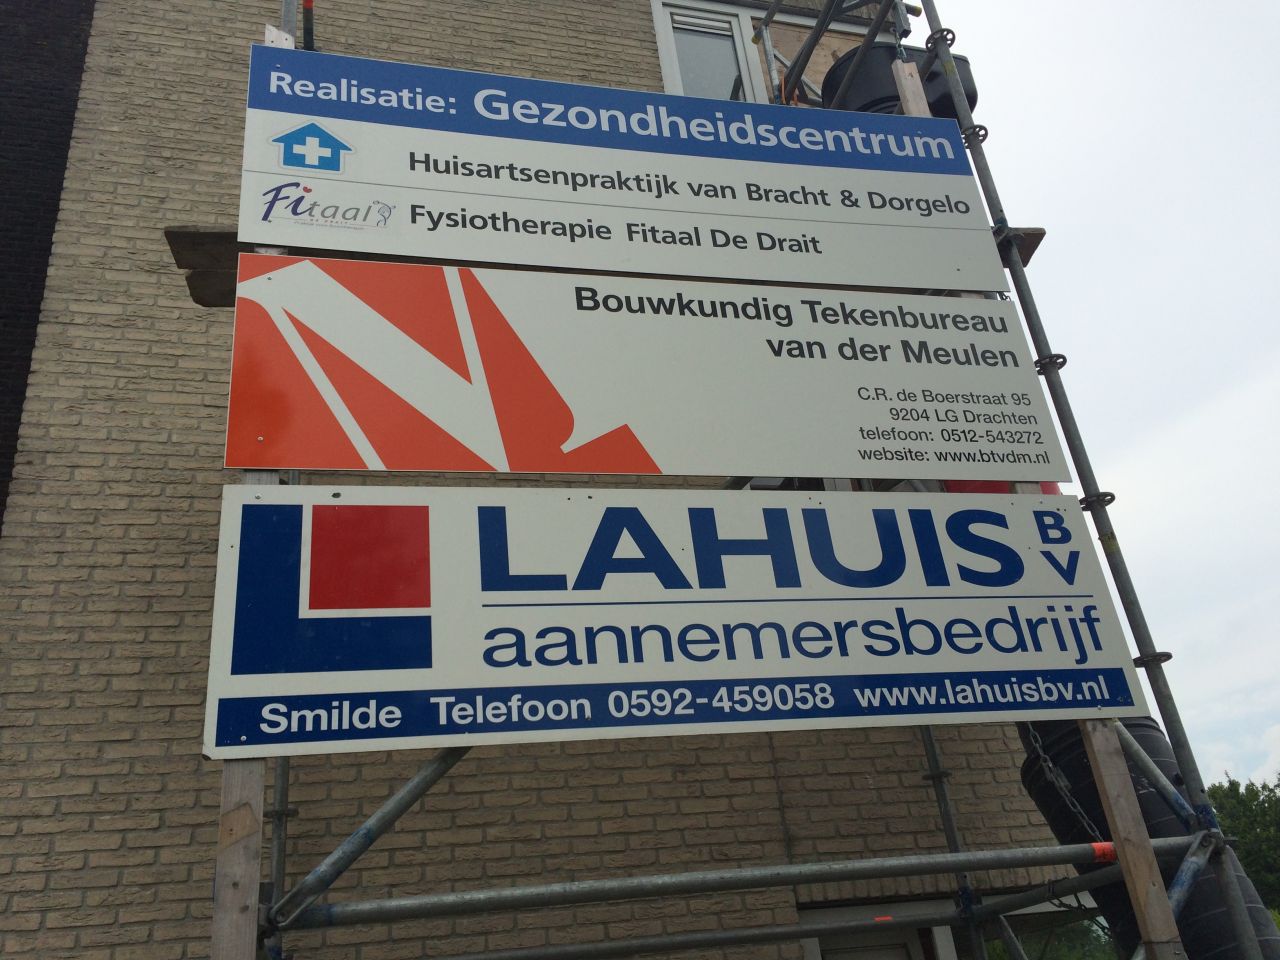 Realisatie: Gezondheidscentrum
Huisartsenpraktijk van Bracht & Dorgelo
Fitaal
Fysiotherapie Fitaal De Drait
Bouwkundig Tekenbureau
van der Meulen
C.R. de Boerstraat 95
9204 LG Drachten
telefoon: 0512-543272
website: www.btvdm.nl
LAHUIS BV
aannemersbedrijf
Smilde Telefoon 0592-459058 www.lahuisbv.nl